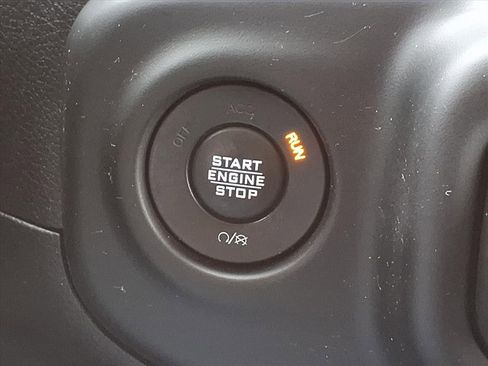 OFF
ACC
RUN
START
ENGINE
STOP